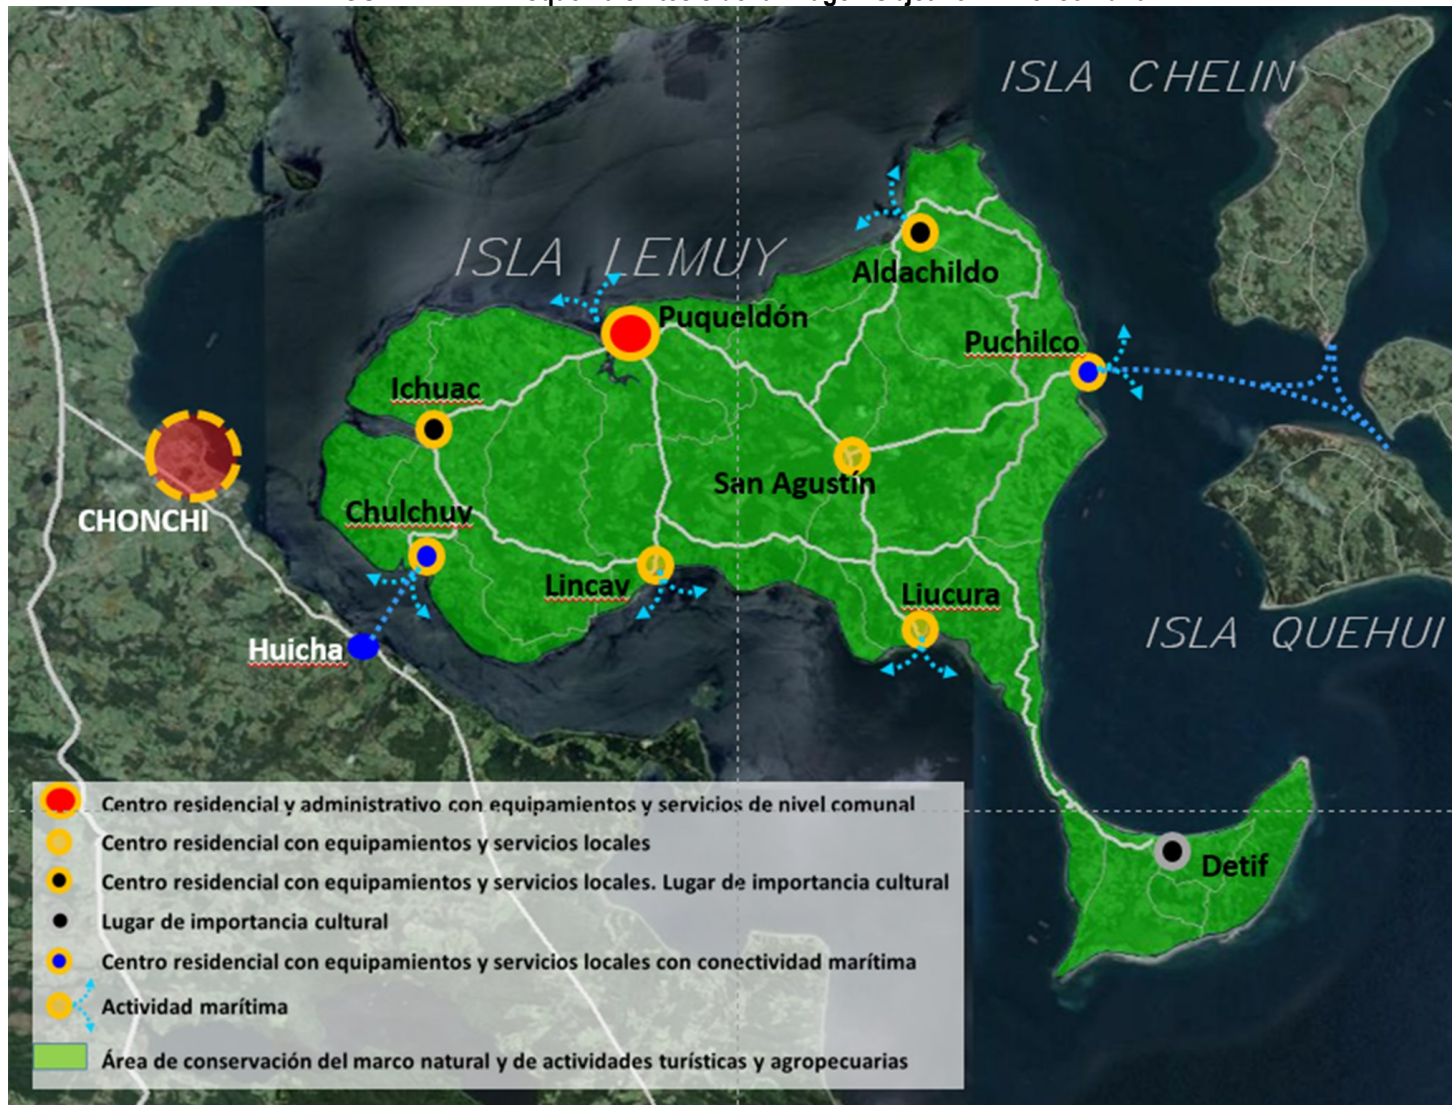 ISLA CHELIN
ISLA LEMUY
Aldachildo
Puqueldón
Puchilco
Ichuac
San Agustín
Chulchuy
CHONCHI
Lincay
Liucura
Huicha
ISLA QUEHUI
Detif
Centro residencial y administrativo con equipamientos y servicios de nivel comunal
Centro residencial con equipamientos y servicios locales
Centro residencial con equipamientos y servicios locales. Lugar de importancia cultural
Lugar de importancia cultural
Centro residencial con equipamientos y servicios locales con conectividad marítima
Actividad marítima
Área de conservación del marco natural y de actividades turísticas y agropecuarias